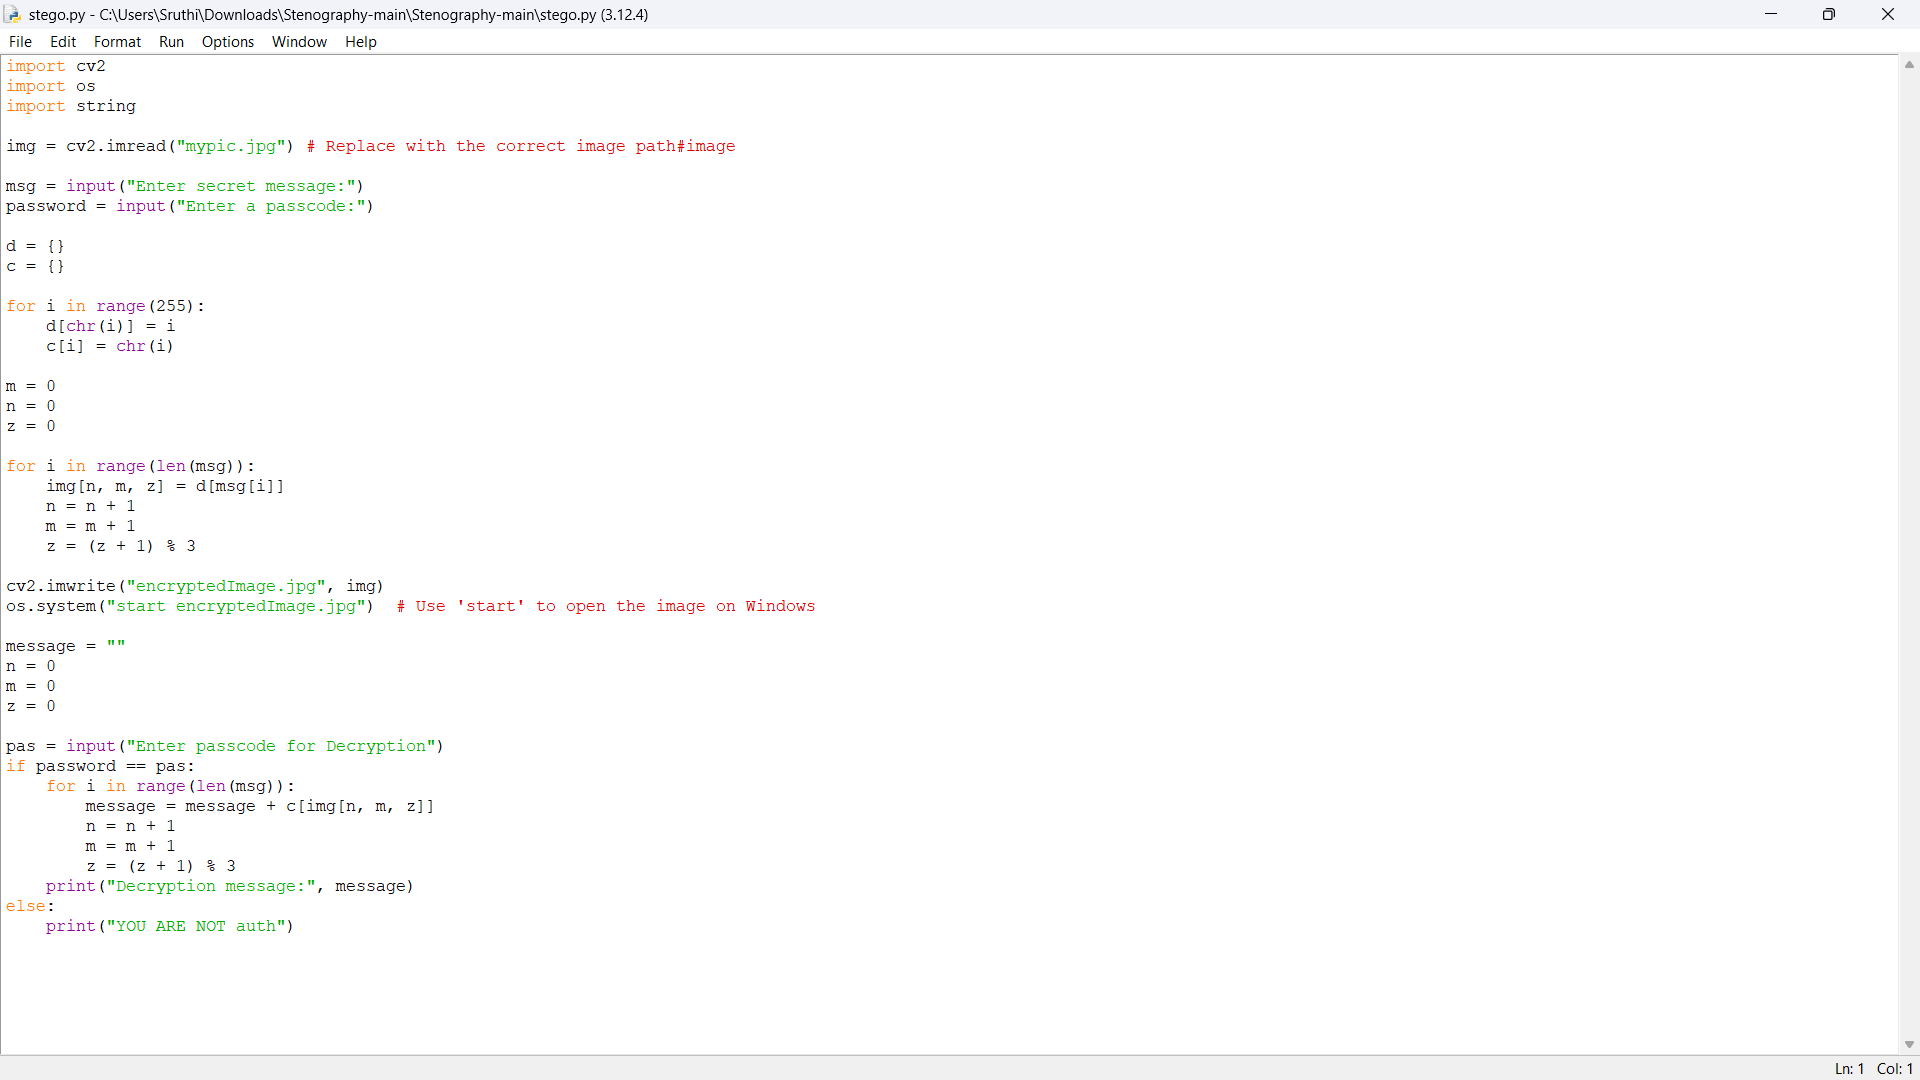 stego.py - C:\Users\Sruthi\Downloads\Stenography-main\Stenography-main\stego.py (3.12.4)
File Edit Format Run Options Window Help
import cv2
import os
import string

img = cv2.imread("mypic.jpg") # Replace with the correct image path#image

msg = input("Enter secret message:")
password = input("Enter a passcode:")

d = {}
c = {}

for i in range(255):
    d[chr(i)] = i
    c[i] = chr(i)

m = 0
n = 0
z = 0

for i in range(len(msg)):
    img[n, m, z] = d[msg[i]]
    n = n + 1
    m = m + 1
    z = (z + 1) % 3

cv2.imwrite("encryptedImage.jpg", img)
os.system("start encryptedImage.jpg")  # Use 'start' to open the image on Windows

message = ""
n = 0
m = 0
z = 0

pas = input("Enter passcode for Decryption")
if password == pas:
    for i in range(len(msg)):
        message = message + c[img[n, m, z]]
        n = n + 1
        m = m + 1
        z = (z + 1) % 3
    print("Decryption message:", message)
else:
    print("YOU ARE NOT auth")
Ln: 1 Col: 1